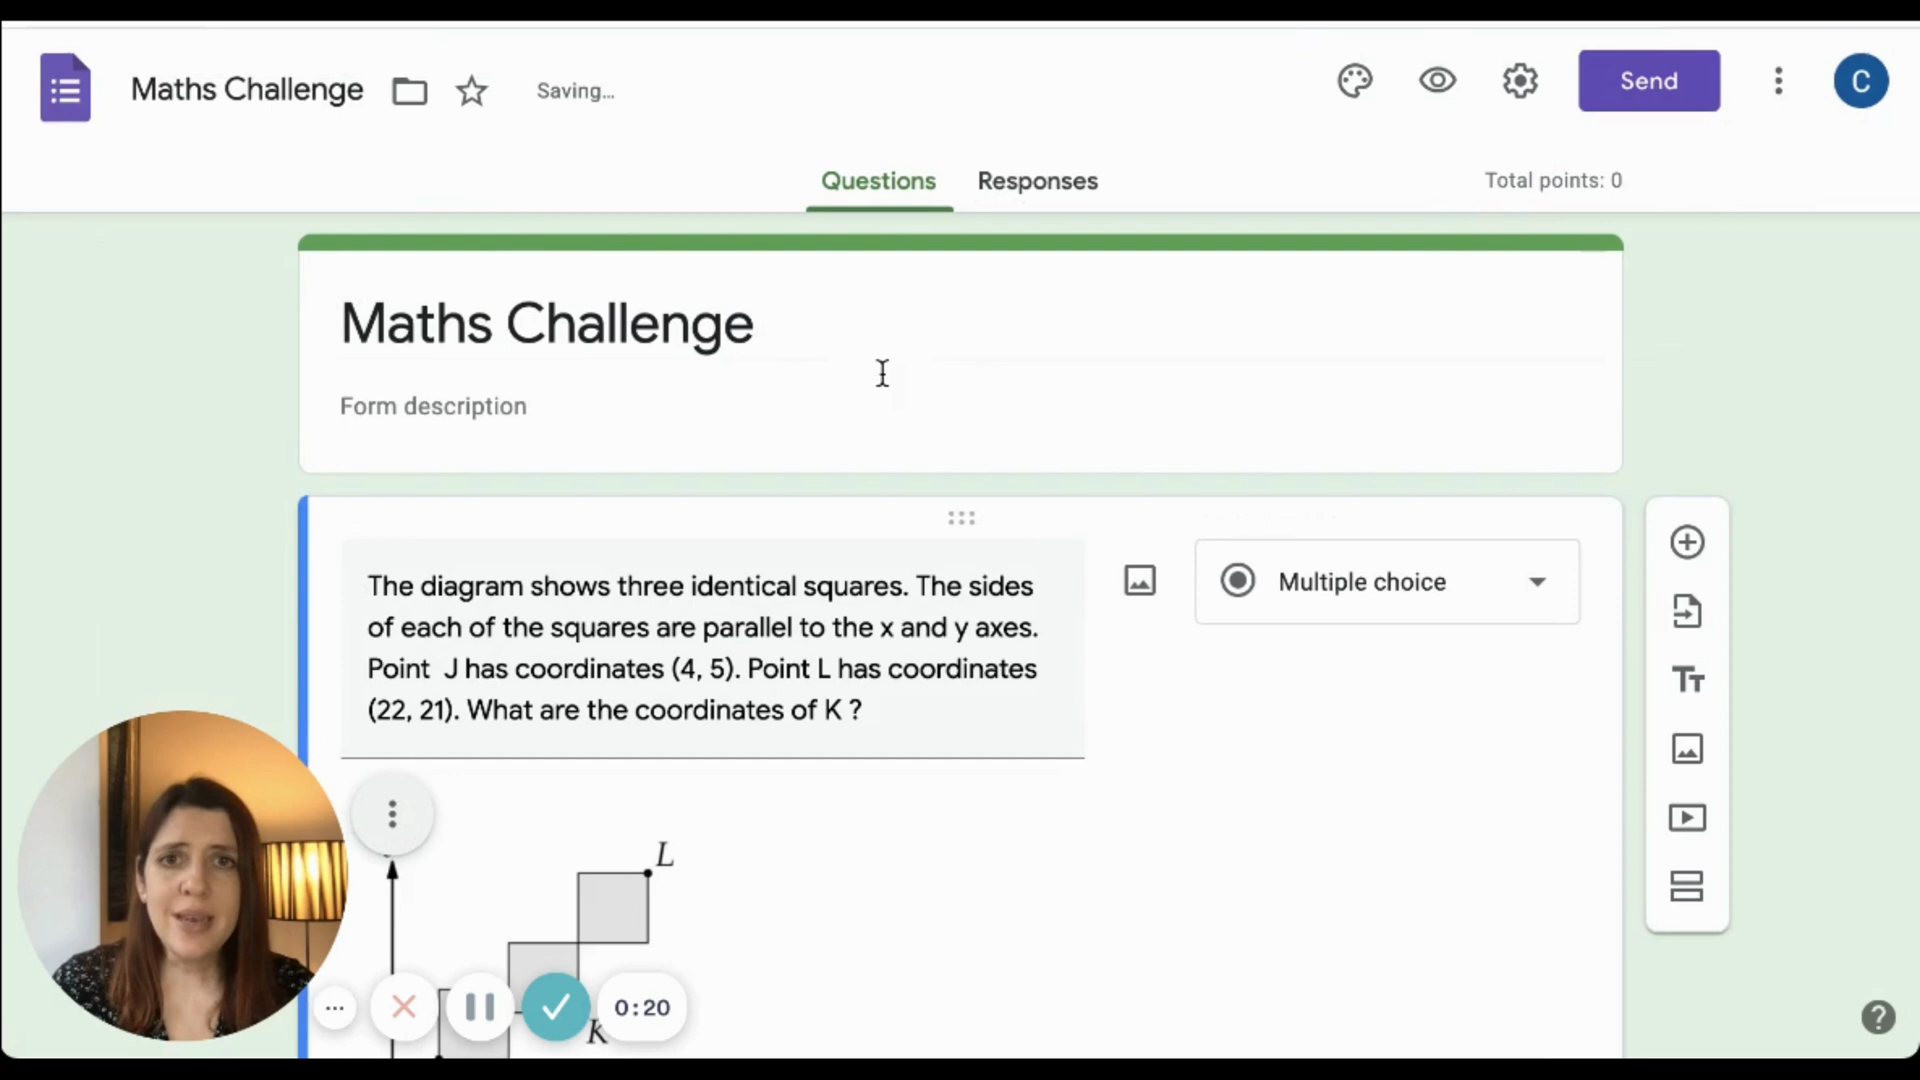 Maths Challenge
Saving...
Send
C
Questions
Responses
Total points: 0
Maths Challenge
Form description
The diagram shows three identical squares. The sides
of each of the squares are parallel to the x and y axes.
Point J has coordinates (4, 5). Point L has coordinates
(22, 21). What are the coordinates of K ?
Multiple choice
TT
L
K
0:20
?